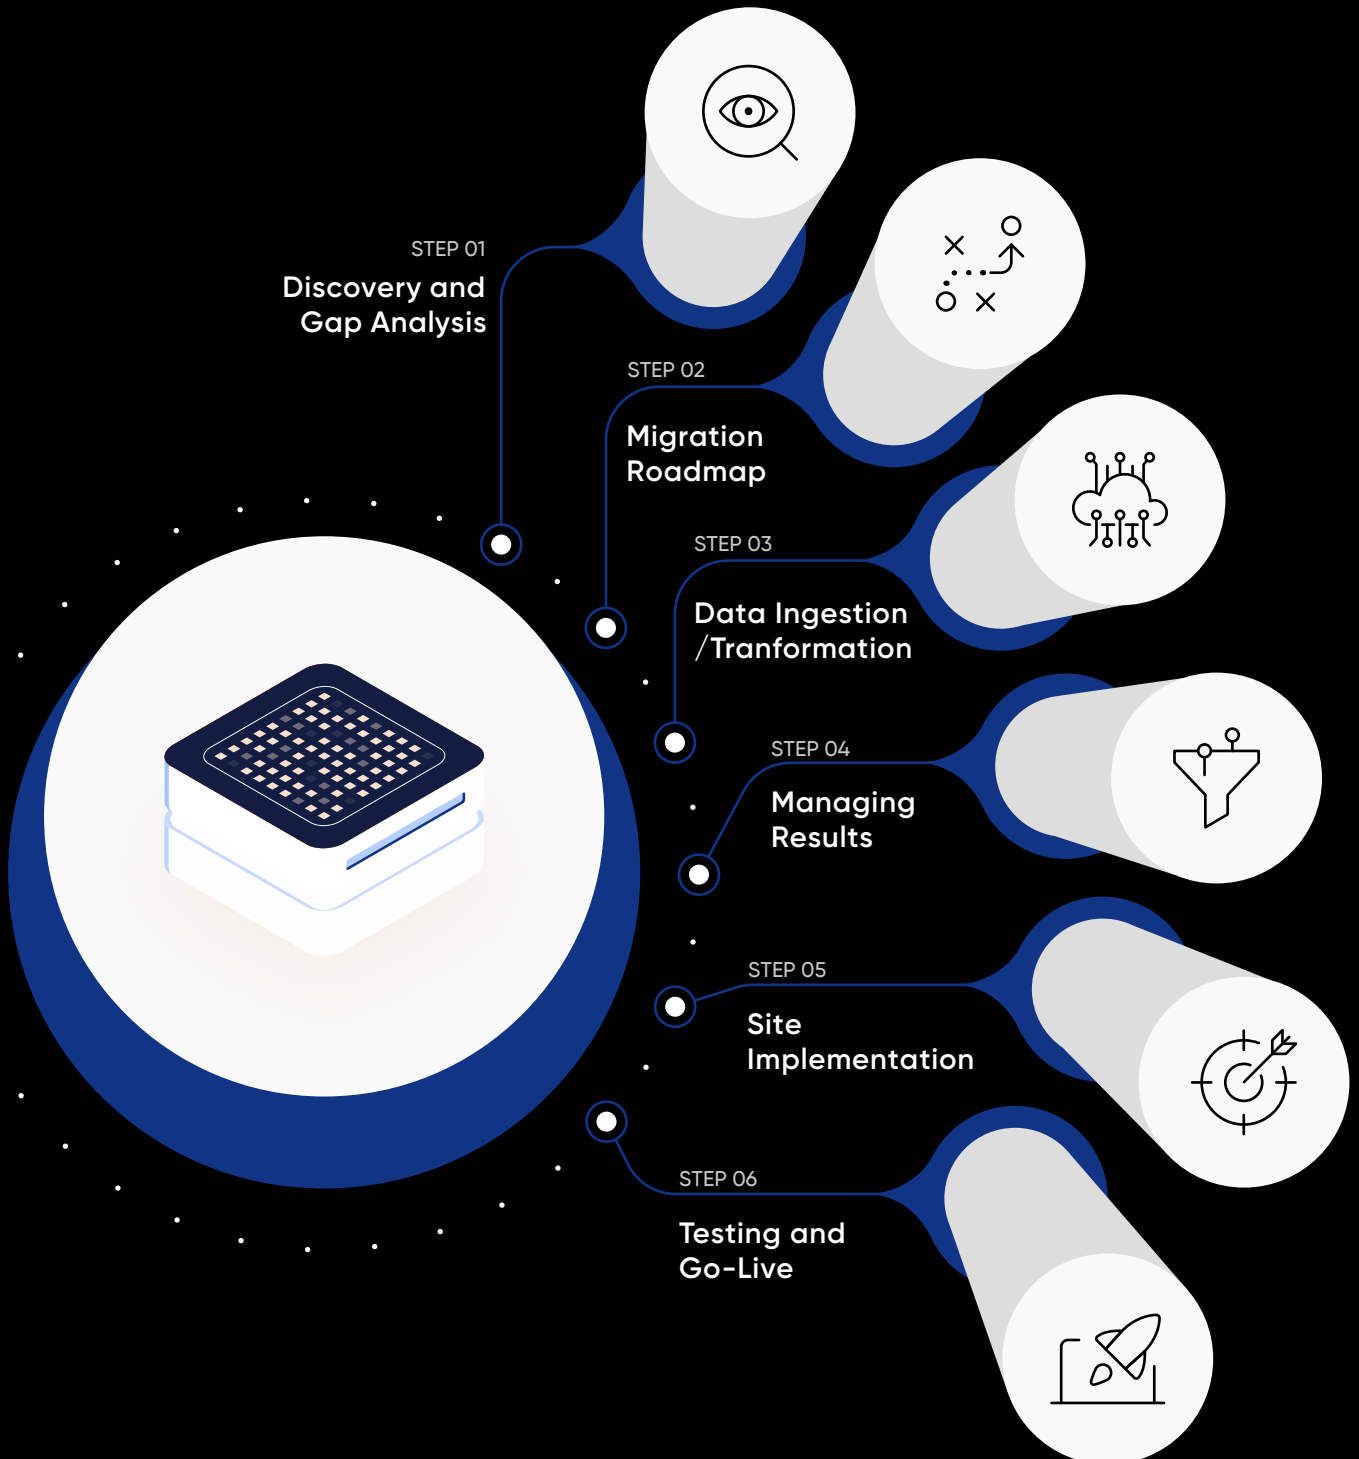 STEP 01
Discovery and
Gap Analysis
STEP 02
Migration
Roadmap
STEP 03
Data Ingestion
/Tranformation
STEP 04
Managing
Results
STEP 05
Site
Implementation
STEP 06
Testing and
Go-Live